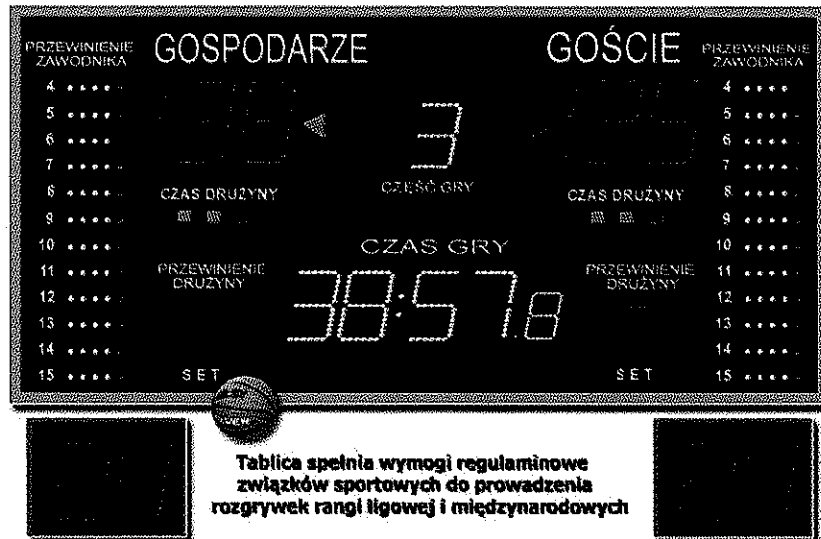 PRZEWINIENIE
ZAWODNIKA
GOSPODARZE
GOŚCIE
PRZEWINIENIE
ZAWODNIKA
4
5
6
7
8
9
10
11
12
13
14
15
3
CZĘŚĆ GRY
CZAS DRUŻYNY
CZAS DRUŻYNY
CZAS GRY
38:57.8
PRZEWINIENIE
DRUŻYNY
PRZEWINIENIE
DRUŻYNY
SET
SET
4
5
6
7
8
9
10
11
12
13
14
15
Tablica spełnia wymogi regulaminowe
związków sportowych do prowadzenia
rozgrywek rangi ligowej i międzynarodowych